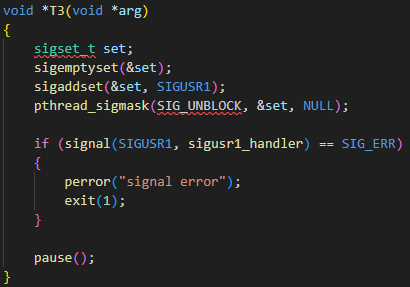 void *T3(void *arg)
{
    sigset_t set;
    sigemptyset(&set);
    sigaddset(&set, SIGUSR1);
    pthread_sigmask(SIG_UNBLOCK, &set, NULL);

    if (signal(SIGUSR1, sigusr1_handler) == SIG_ERR)
    {
        perror("signal error");
        exit(1);
    }

    pause();
}